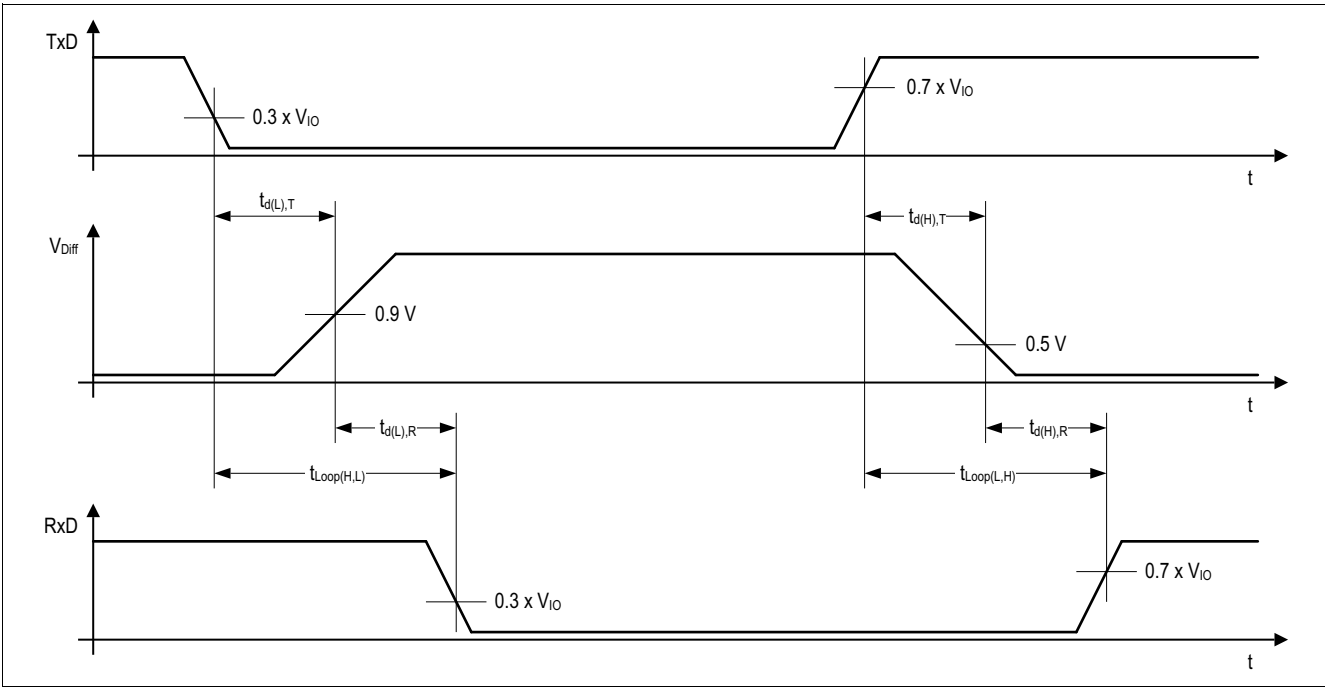 TxD
0.3 x VIO
0.7 x VIO
t
td(L),T
td(H),T
VDiff
0.9 V
0.5 V
t
td(L),R
td(H),R
tLoop(H,L)
tLoop(L,H)
RxD
0.3 x VIO
0.7 x VIO
t